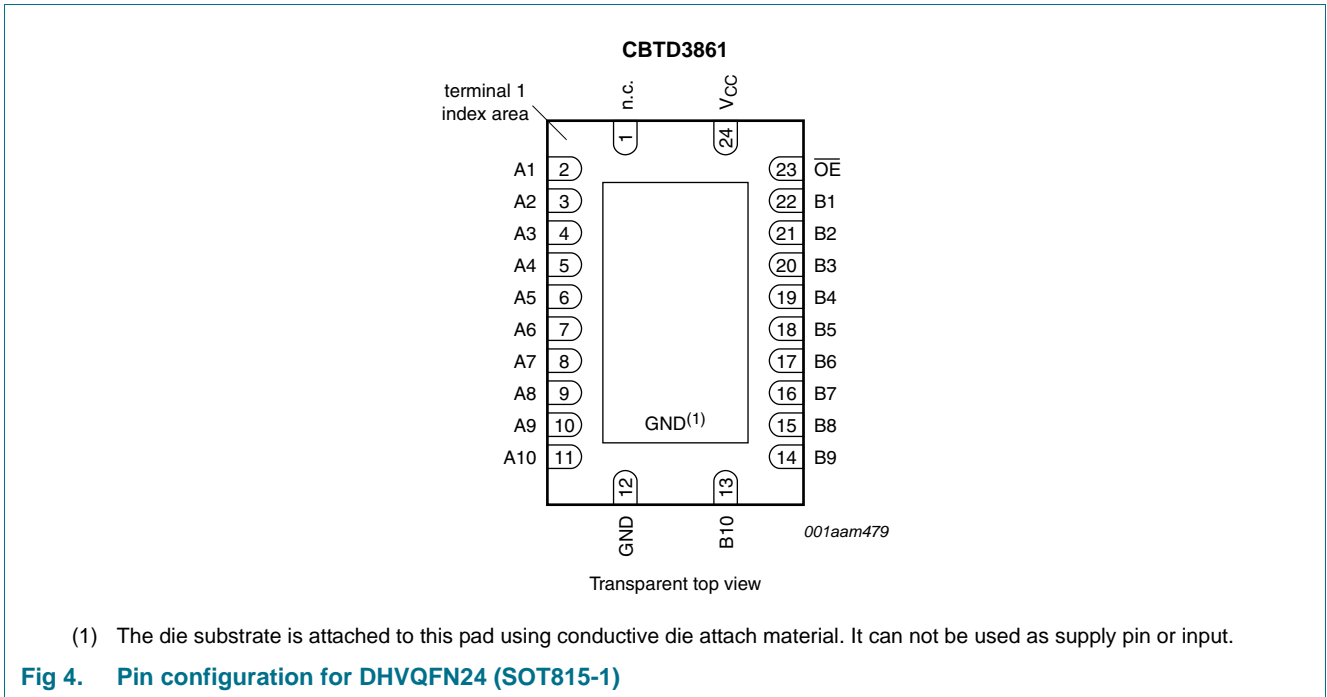 CBTD3861
terminal 1
index area
n.c.
VCC
1
24
A1 2 23 OE
A2 3 22 B1
A3 4 21 B2
A4 5 20 B3
A5 6 19 B4
A6 7 18 B5
A7 8 17 B6
A8 9 16 B7
A9 10 GND(1) 15 B8
A10 11 14 B9
12
13
GND
B10
001aam479
Transparent top view
(1) The die substrate is attached to this pad using conductive die attach material. It can not be used as supply pin or input.
Fig 4. Pin configuration for DHVQFN24 (SOT815-1)